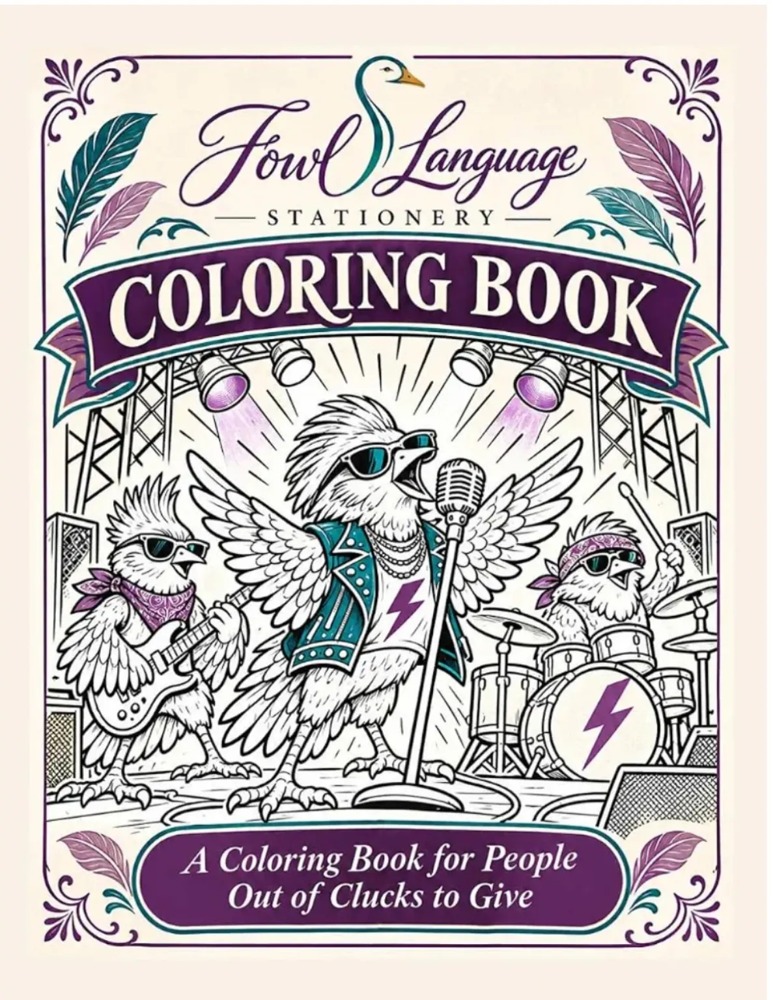 Fowl Language
STATIONERY
COLORING BOOK
A Coloring Book for People
Out of Clucks to Give